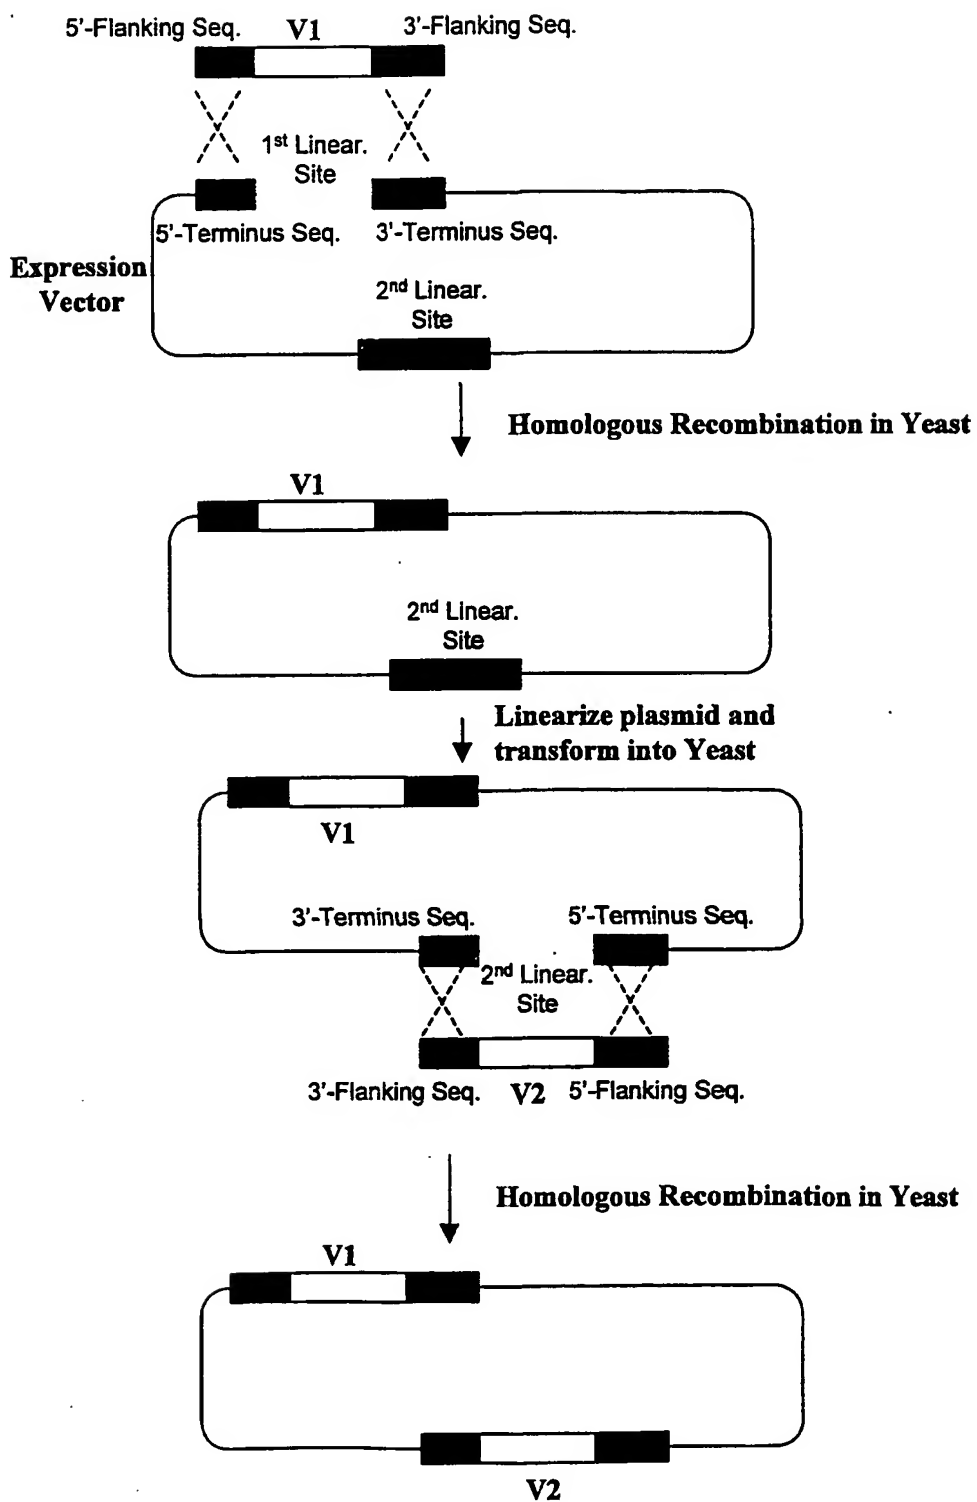 5'-Flanking Seq.
V1
3'-Flanking Seq.
1st Linear.
Site
5'-Terminus Seq.
3'-Terminus Seq.
Expression
Vector
2nd Linear.
Site
Homologous Recombination in Yeast
V1
2nd Linear.
Site
Linearize plasmid and
transform into Yeast
V1
3'-Terminus Seq.
5'-Terminus Seq.
2nd Linear.
Site
3'-Flanking Seq.
V2
5'-Flanking Seq.
Homologous Recombination in Yeast
V1
V2